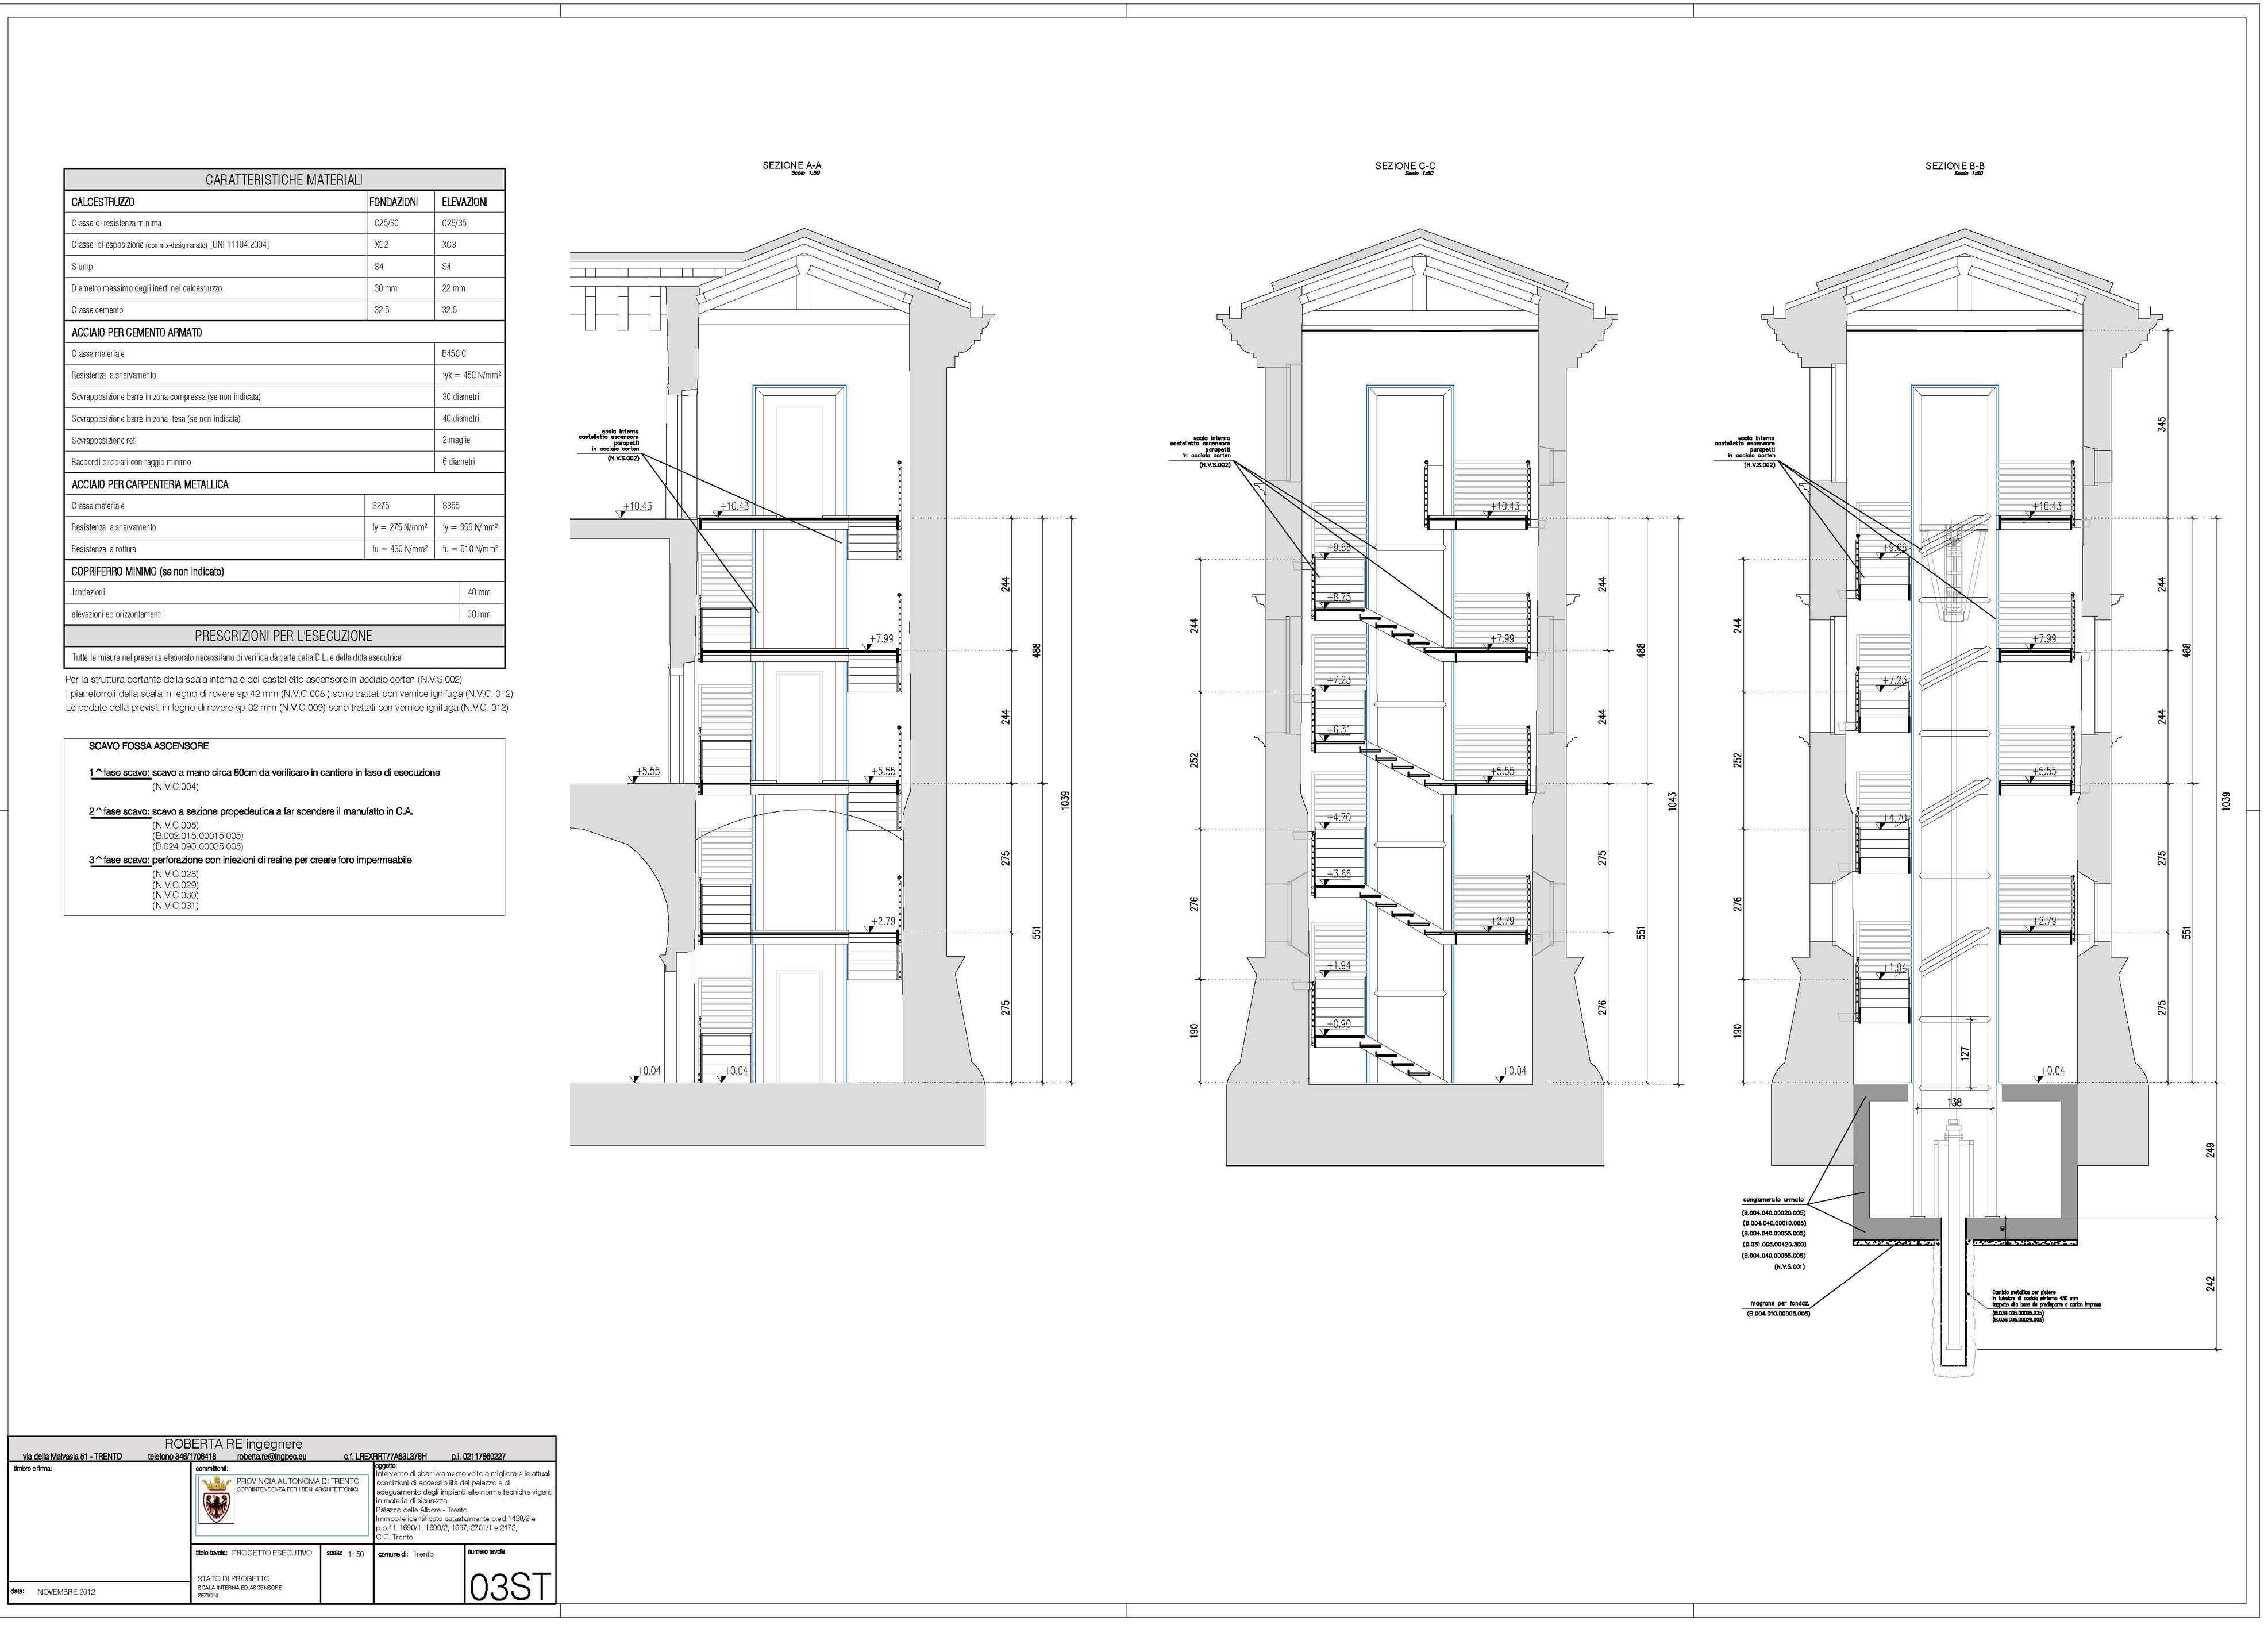 CARATTERISTICHE MATERIALI
CALCESTRUZZO FONDAZIONI ELEVAZIONI
Classe di resistenza minima C25/30 C28/35
Classe di esposizione (con mix-design adatto) [UNI 11104:2004] XC2 XC3
Slump S4 S4
Diametro massimo degli inerti nel calcestruzzo 30 mm 22 mm
Classe cemento 32.5 32.5
ACCIAIO PER CEMENTO ARMATO
Classa materiale B450 C
Resistenza a snervamento fyk = 450 N/mm²
Sovrapposizione barre in zona compressa (se non indicata) 30 diametri
Sovrapposizione barre in zona tesa (se non indicata) 40 diametri
Sovrapposizione reti 2 maglie
Raccordi circolari con raggio minimo 6 diametri
ACCIAIO PER CARPENTERIA METALLICA
Classa materiale S275 S355
Resistenza a snervamento fy = 275 N/mm² fy = 355 N/mm²
Resistenza a rottura fu = 430 N/mm² fu = 510 N/mm²
COPRIFERRO MINIMO (se non indicato)
fondazioni 40 mm
elevazioni ed orizzontamenti 30 mm
PRESCRIZIONI PER L'ESECUZIONE
Tutte le misure nel presente elaborato necessitano di verifica da parte della D.L. e della ditta esecutrice
Per la struttura portante della scala interna e del castelletto ascensore in acciaio corten (N.V.S.002)
I pianetorroli della scala in legno di rovere sp 42 mm (N.V.C.008 ) sono trattati con vernice ignifuga (N.V.C. 012)
Le pedate della previsti in legno di rovere sp 32 mm (N.V.C.009) sono trattati con vernice ignifuga (N.V.C. 012)
SCAVO FOSSA ASCENSORE
1^fase scavo: scavo a mano circa 80cm da verificare in cantiere in fase di esecuzione
(N.V.C.004)
2^fase scavo: scavo a sezione propedeutica a far scendere il manufatto in C.A.
(N.V.C.005)
(B.002.015.00015.005)
(B.024.090.00035.005)
3^fase scavo: perforazione con iniezioni di resine per creare foro impermeabile
(N.V.C.028)
(N.V.C.029)
(N.V.C.030)
(N.V.C.031)
SEZIONE A-A
Scala 1:50
scala interna
castelletto ascensore
parapetti
in acciaio corten
(N.V.S.002)
+10.43
+10.43
+7.99
+5.55
+5.55
+2.79
+0.04
+0.04
244
244
275
275
488
551
1039
SEZIONE C-C
Scala 1:50
scala interna
castelletto ascensore
parapetti
in acciaio corten
(N.V.S.002)
+10.43
+9.66
+8.75
+7.99
+7.23
+6.31
+5.55
+4.70
+3.66
+2.79
+1.94
+0.90
+0.04
244
252
276
190
244
244
275
276
488
551
1043
SEZIONE B-B
Scala 1:50
scala interna
castelletto ascensore
parapetti
in acciaio corten
(N.V.S.002)
+10.43
+9.66
+7.99
+7.23
+5.55
+4.70
+2.79
+1.94
+0.04
244
252
276
190
345
244
244
275
275
488
551
1039
127
138
249
242
conglomerato armato
(B.004.040.00020.005)
(B.004.040.00010.005)
(B.004.040.00055.005)
(D.031.005.00420.300)
(B.004.040.00055.005)
(N.V.S.001)
magrone per fondaz.
(B.004.010.00005.005)
Camicia metallica per pistone
in tubolare di acciaio esterno 450 mm
tappato alla base da predisporre a carico impresa
(B.039.005.00005.025)
(B.039.005.00026.005)
ROBERTA RE ingegnere
via della Malvasia 51 - TRENTO telefono 346/1706418 roberta.re@ingpec.eu c.f. LREXRRT77A63L378H p.i. 02117860227
timbro e firma:
committenti:
PROVINCIA AUTONOMA DI TRENTO
SOPRINTENDENZA PER I BENI ARCHITETTONICI
oggetto:
Intervento di sbarrieramento volto a migliorare le attuali
condizioni di accessibilità del palazzo e di
adeguamento degli impianti alle norme tecniche vigenti
in materia di sicurezza.
Palazzo delle Albere - Trento
Immobile identificato catastalmente p.ed.1428/2 e
p.p.f.f. 1690/1, 1690/2, 1697, 2701/1 e 2472,
C.C. Trento
titolo tavola: PROGETTO ESECUTIVO
scala: 1:50
comune di: Trento
numero tavola:
STATO DI PROGETTO
SCALA INTERNA ED ASCENSORE
SEZIONI
03ST
data: NOVEMBRE 2012